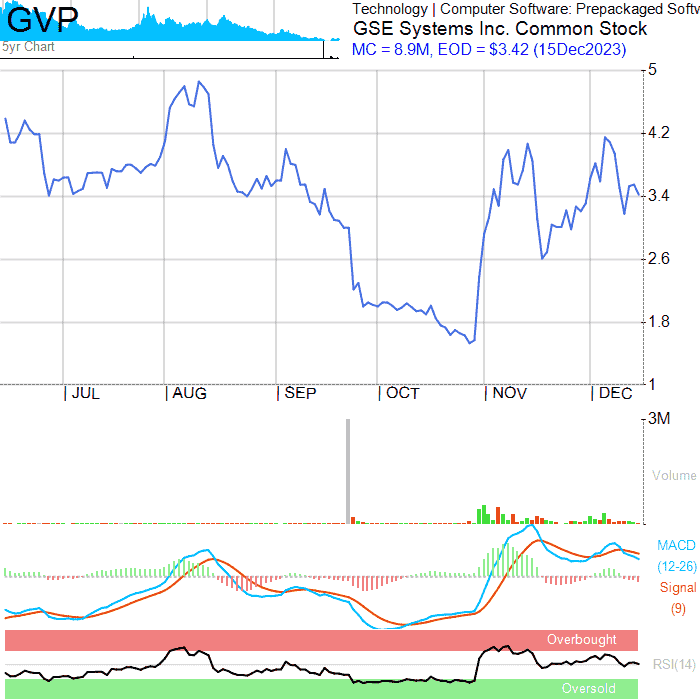 GVP
5yr Chart
Technology | Computer Software: Prepackaged Softw
GSE Systems Inc. Common Stock
MC = 8.9M, EOD = $3.42 (15Dec2023)
5
4.2
3.4
2.6
1.8
1
JUL AUG SEP OCT NOV DEC
3M
Volume
MACD
(12-26)
Signal
(9)
Overbought
RSI(14)
Oversold